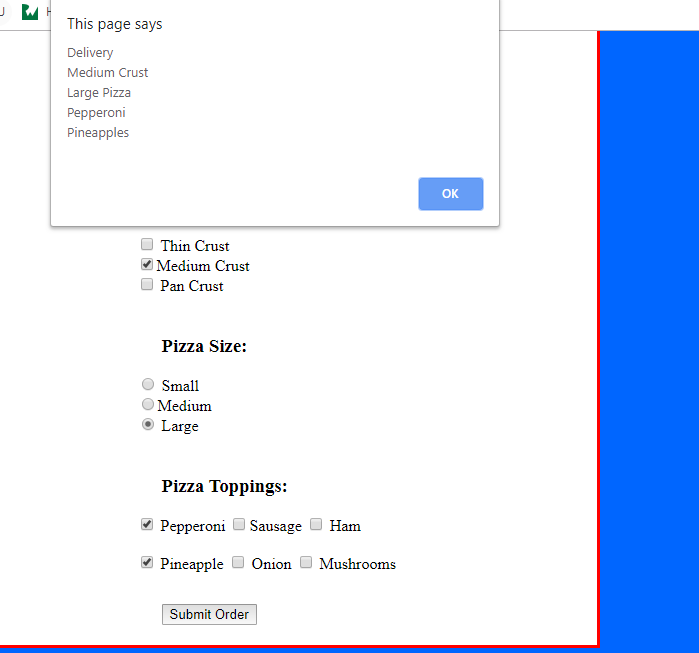 This page says
Delivery
Medium Crust
Large Pizza
Pepperoni
Pineapples
OK
Thin Crust
Medium Crust
Pan Crust
Pizza Size:
Small
Medium
Large
Pizza Toppings:
Pepperoni Sausage Ham
Pineapple Onion Mushrooms
Submit Order